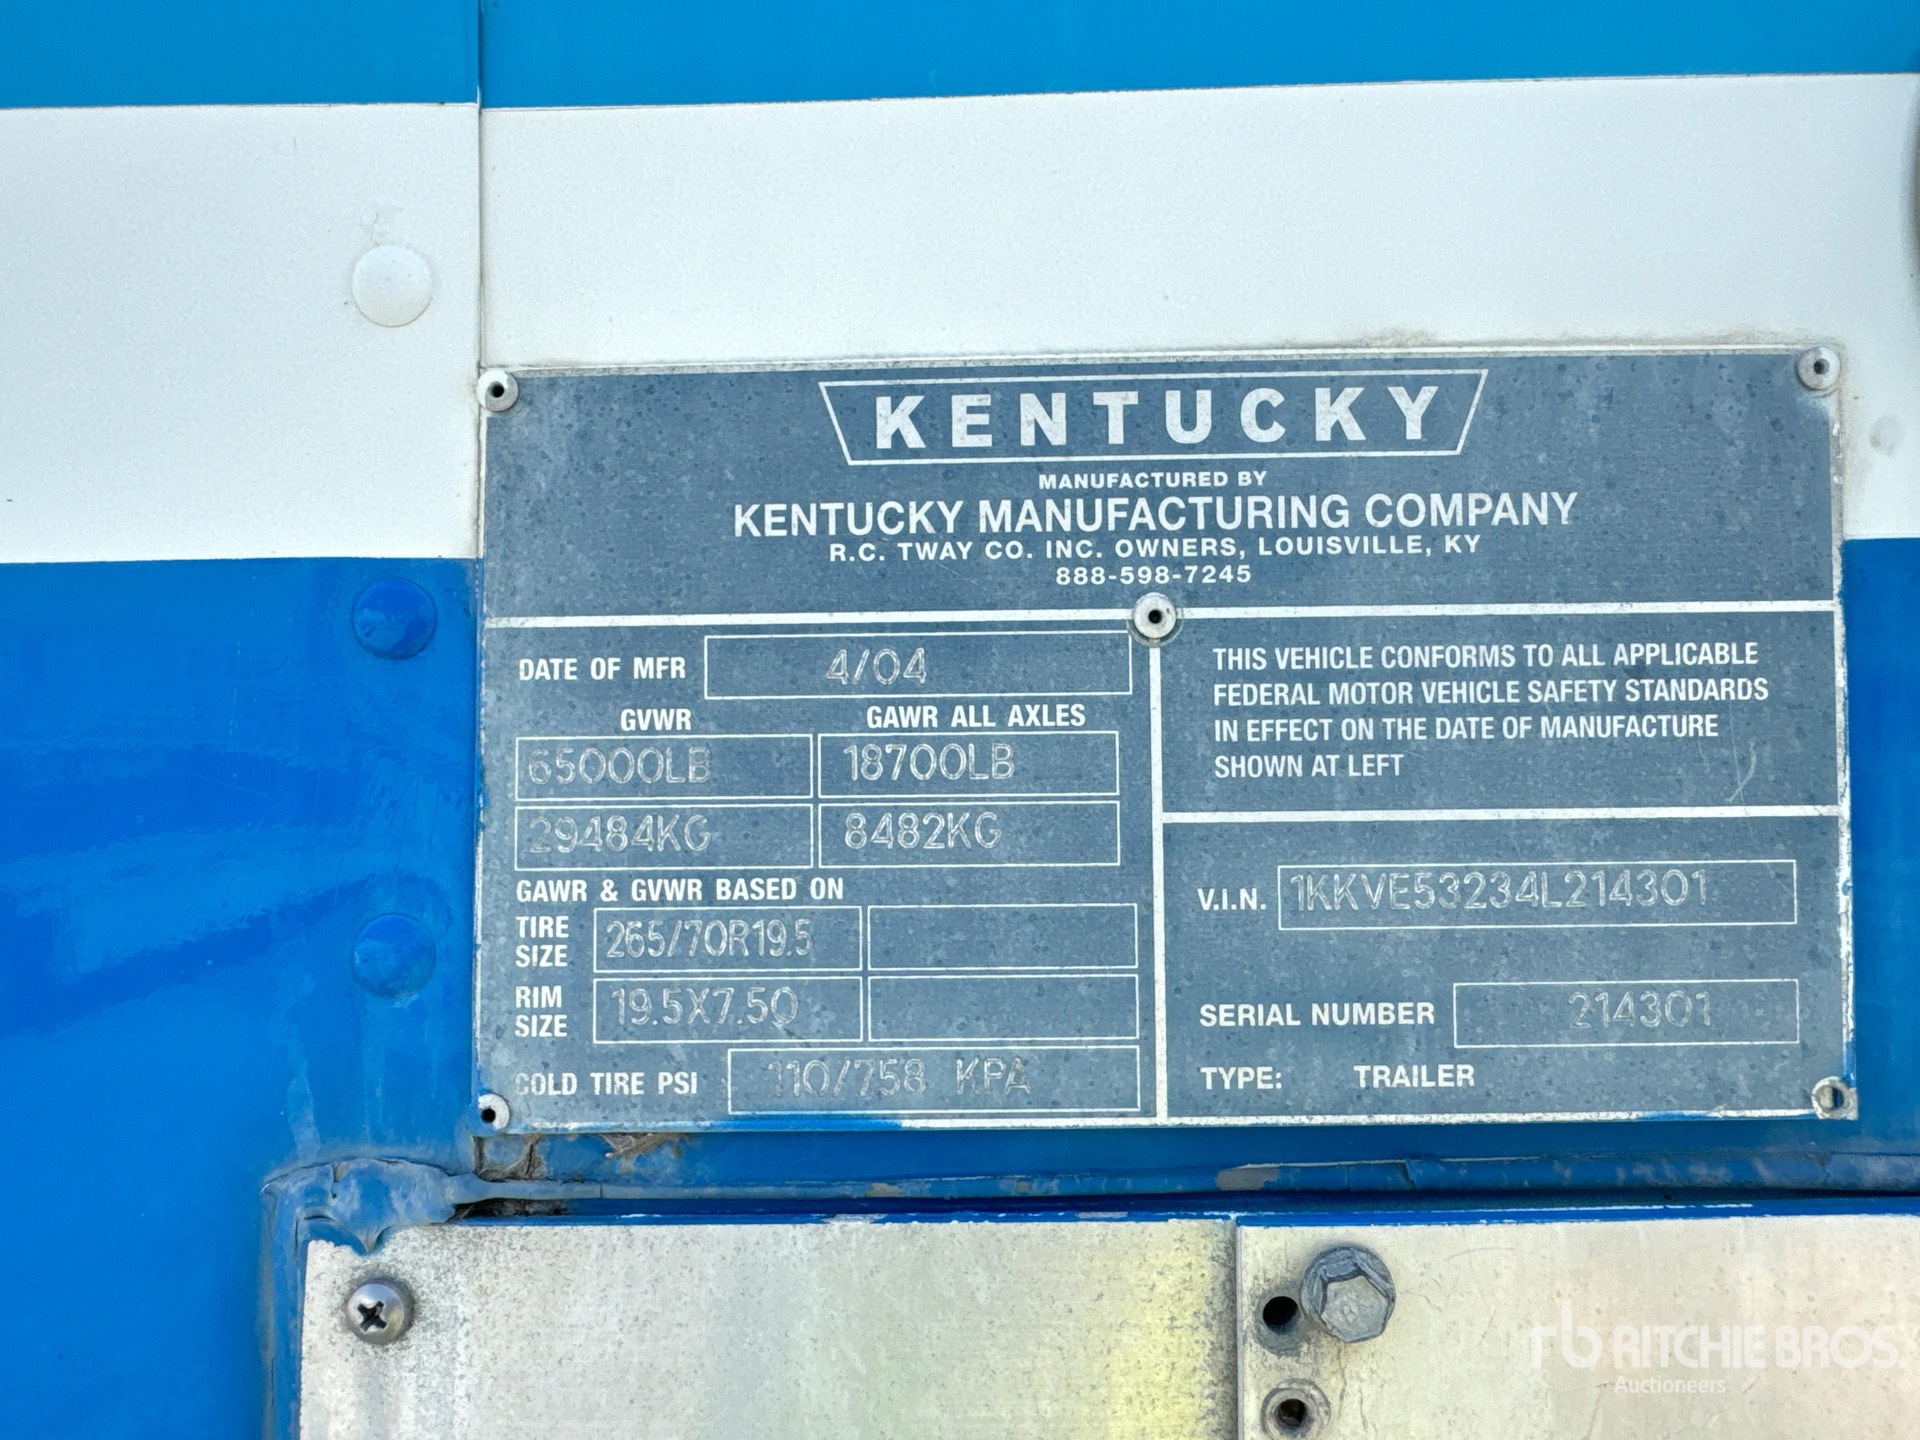 KENTUCKY
MANUFACTURED BY
KENTUCKY MANUFACTURING COMPANY
R.C. TWAY CO. INC. OWNERS, LOUISVILLE, KY
888-598-7245
DATE OF MFR 4/04
GVWR GAWR ALL AXLES
65000LB 18700LB
29484KG 8482KG
GAWR & GVWR BASED ON
TIRE SIZE 265/70R19.5
RIM SIZE 19.5X7.50
COLD TIRE PSI 110/758 KPA
THIS VEHICLE CONFORMS TO ALL APPLICABLE
FEDERAL MOTOR VEHICLE SAFETY STANDARDS
IN EFFECT ON THE DATE OF MANUFACTURE
SHOWN AT LEFT
V.I.N. 1KKVE53234L214301
SERIAL NUMBER 214301
TYPE: TRAILER
rb RITCHIE BROS.
Auctioneers